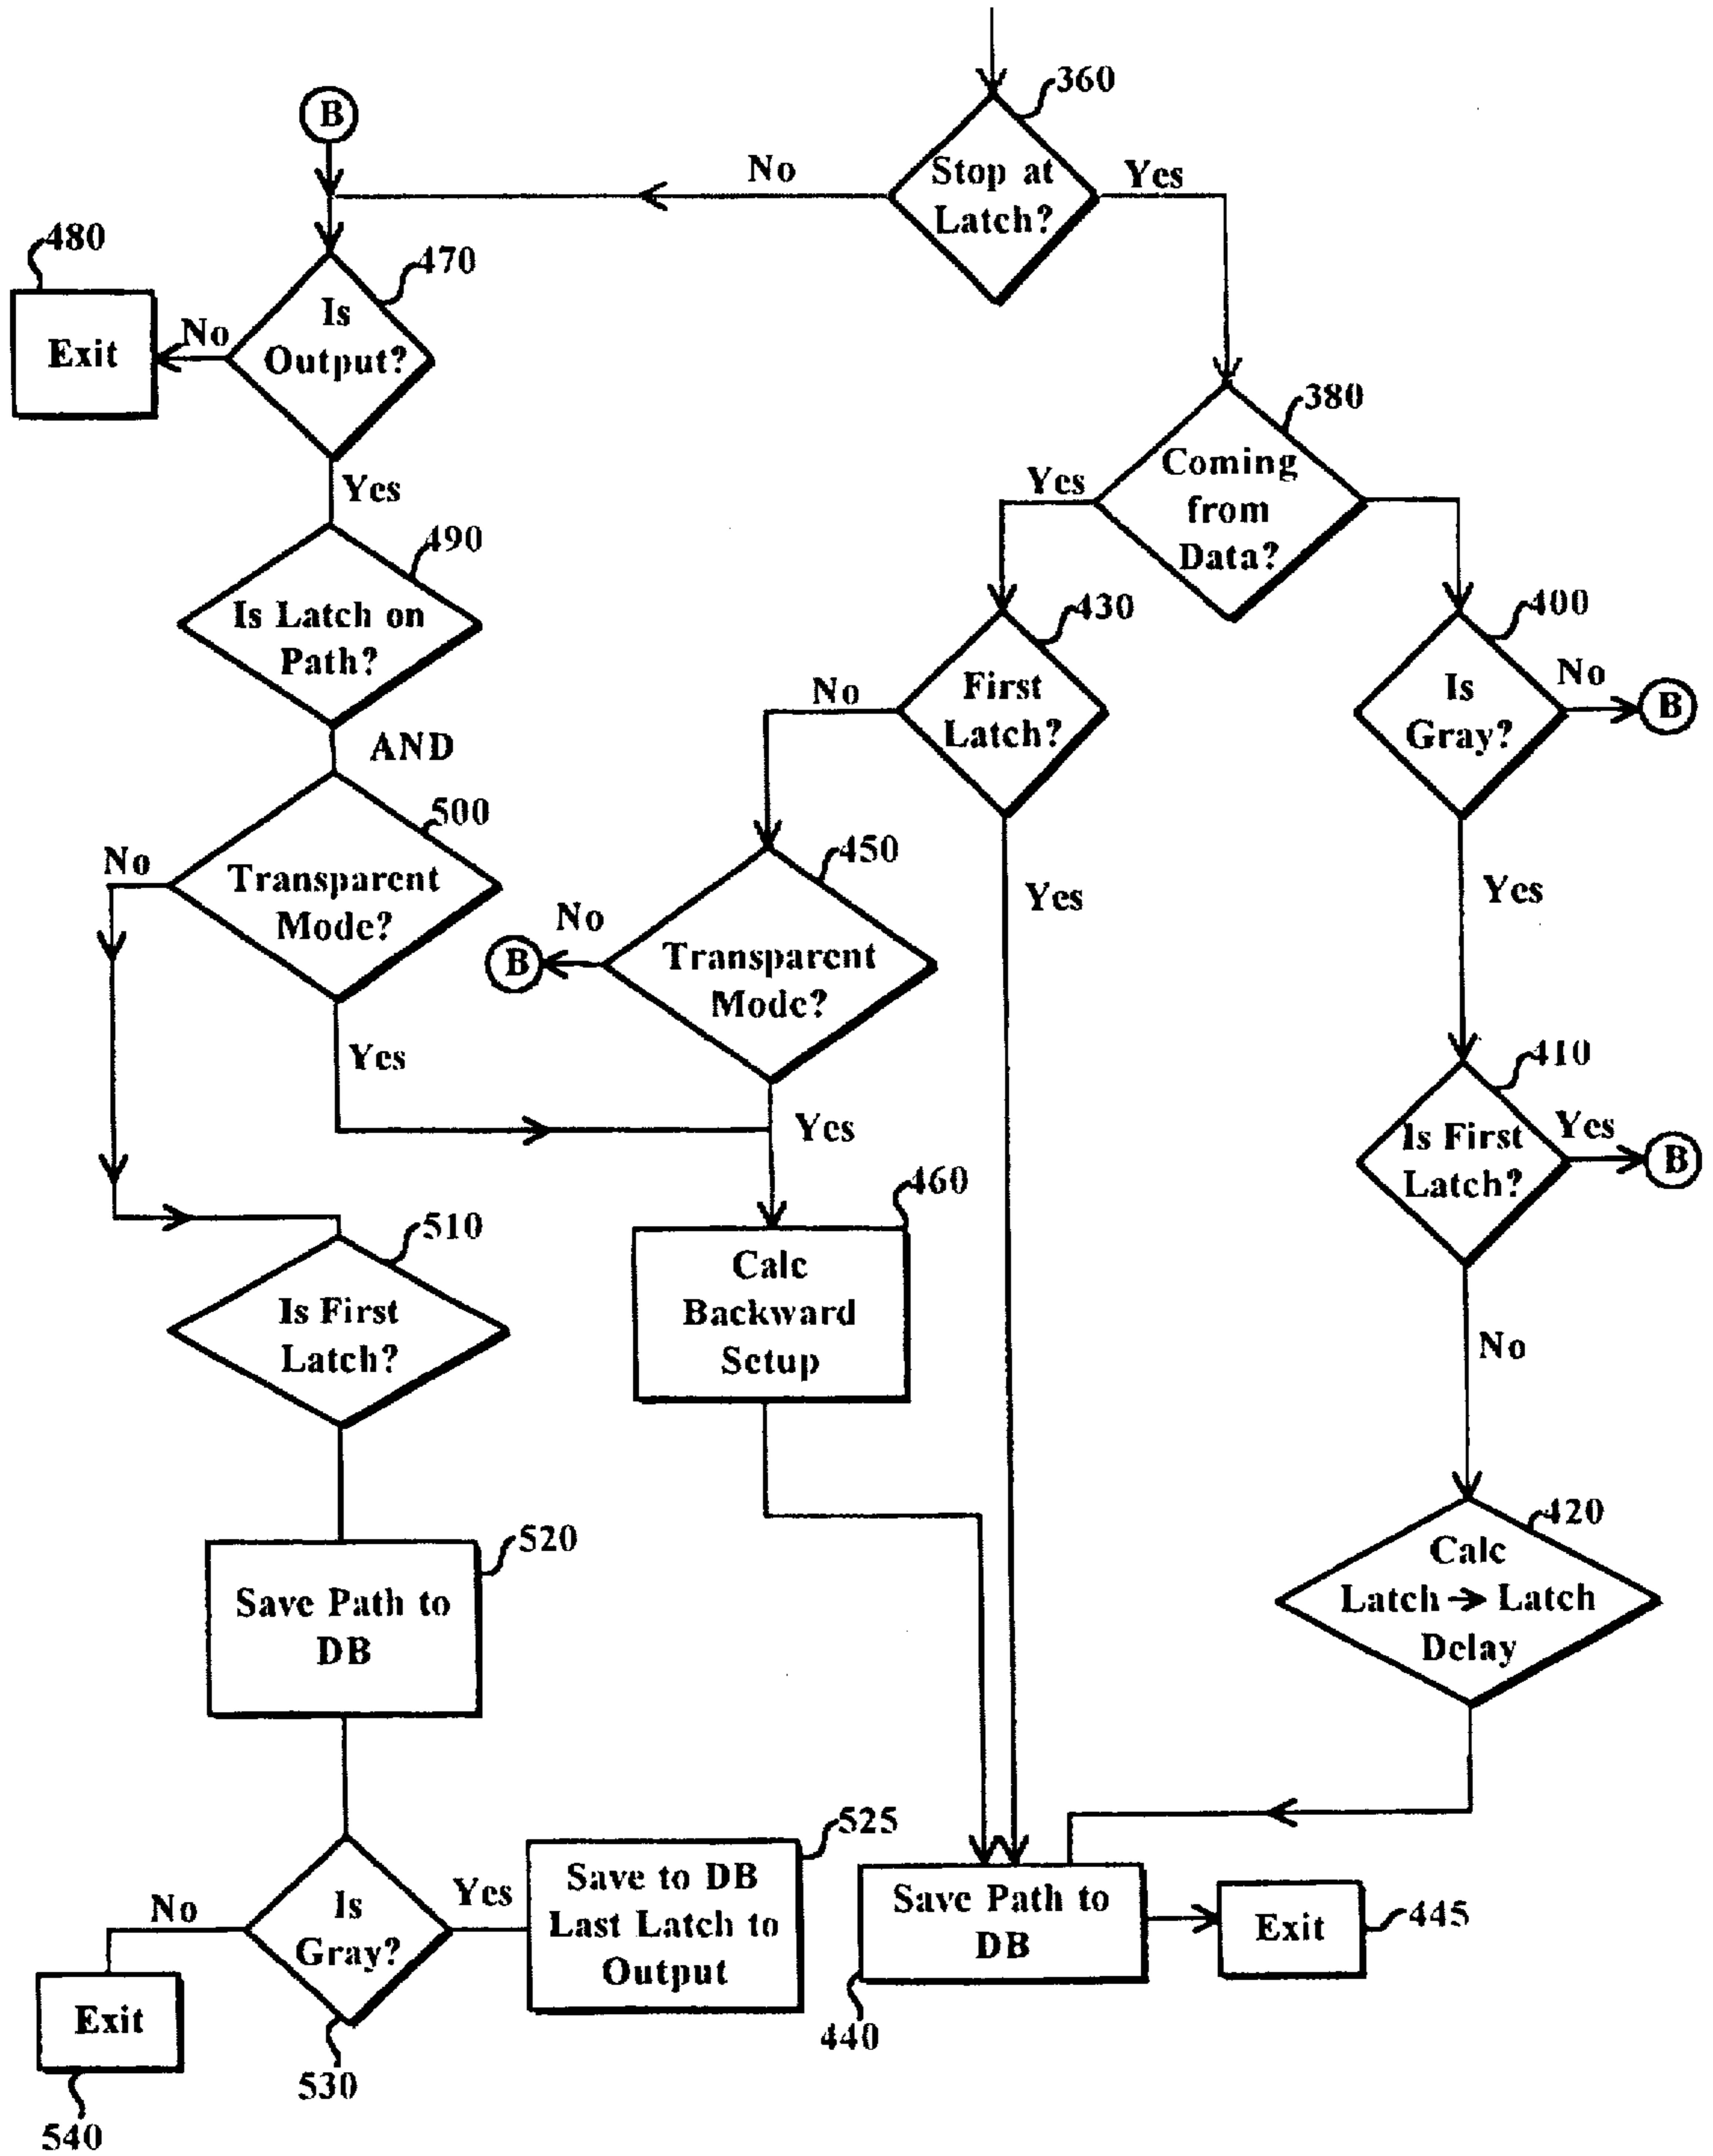 360
B
Stop at
Latch?
No
Yes
480
470
Is
Output?
No
Exit
Yes
380
Coming
from
Data?
Yes
490
Is Latch on
Path?
AND
430
First
Latch?
No
Yes
400
Is
Gray?
No
B
Yes
500
Transparent
Mode?
No
Yes
450
Transparent
Mode?
No
B
Yes
410
Is First
Latch?
Yes
B
No
460
Calc
Backward
Setup
510
Is First
Latch?
420
Calc
Latch → Latch
Delay
520
Save Path to
DB
525
Save to DB
Last Latch to
Output
Is
Gray?
No
Yes
530
Exit
540
Save Path to
DB
440
Exit
445